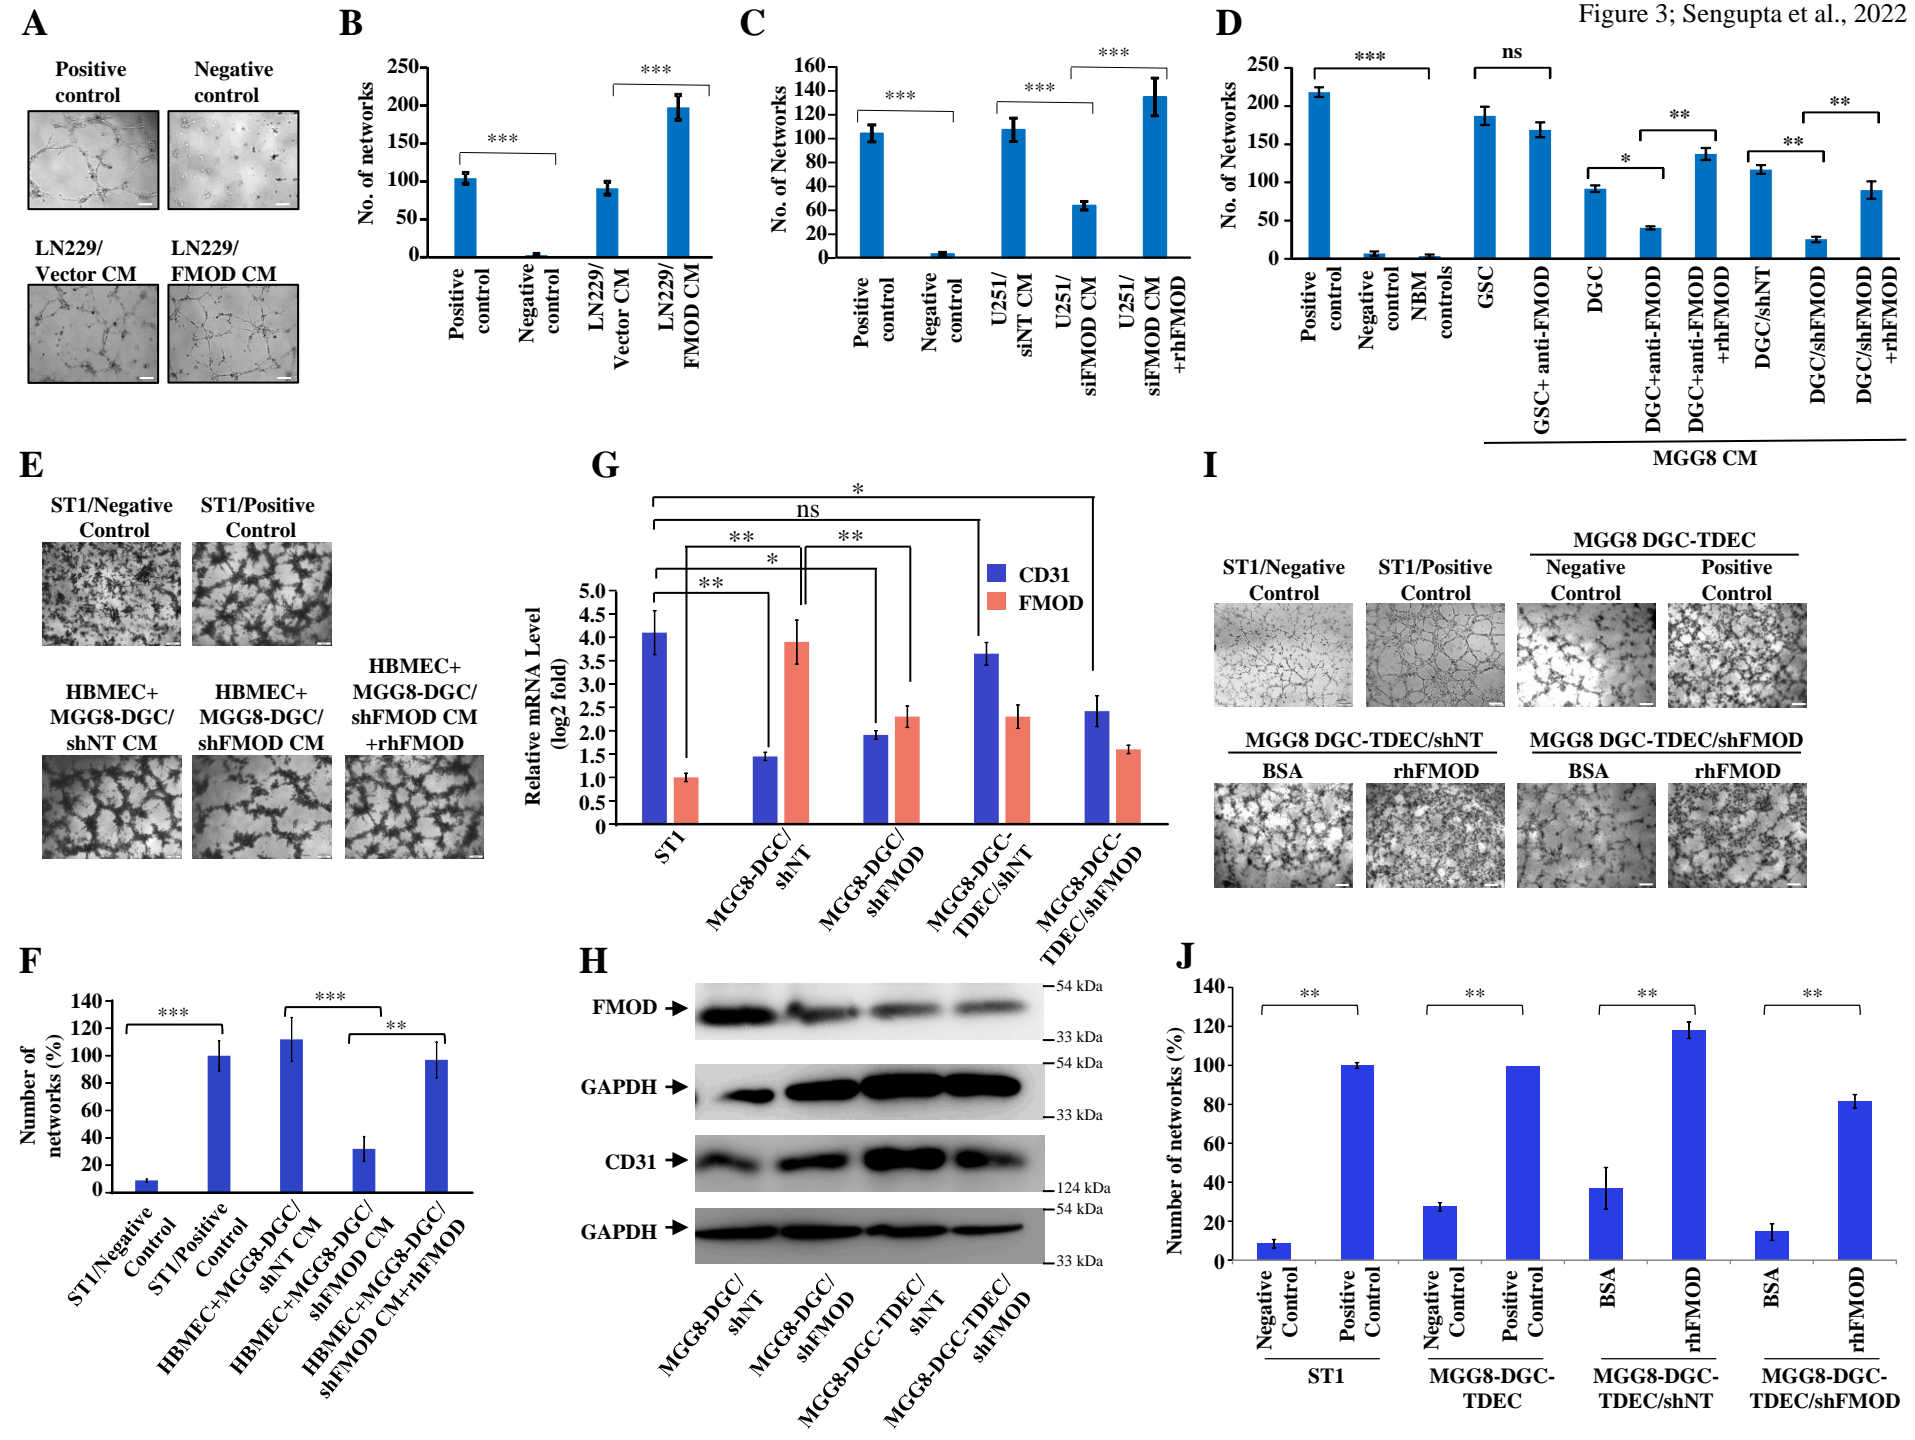 Figure 3; Sengupta et al., 2022
A
Positive
control
Negative
control
LN229/
Vector CM
LN229/
FMOD CM
B
No. of networks
250
200
150
100
50
0
***
***
Positive
control
Negative
control
LN229/
Vector CM
LN229/
FMOD CM
C
No. of Networks
160
140
120
100
80
40
60
20
0
***
***
***
Positive
control
Negative
control
U251/
siNT CM
U251/
siFMOD CM
U251/
siFMOD CM
+rhFMOD
D
No. of Networks
250
200
150
100
50
0
***
ns
*
**
**
**
Positive
control
Negative
control
NBM
controls
GSC
GSC+ anti-FMOD
DGC
DGC+anti-FMOD
DGC+anti-FMOD
+rhFMOD
DGC/shNT
DGC/shFMOD
DGC/shFMOD
+rhFMOD
MGG8 CM
E
ST1/Negative
Control
ST1/Positive
Control
HBMEC+
MGG8-DGC/
shNT CM
HBMEC+
MGG8-DGC/
shFMOD CM
HBMEC+
MGG8-DGC/
shFMOD CM
+rhFMOD
F
Number of
networks (%)
140
120
100
80
60
40
20
0
***
***
**
ST1/Negative
Control
ST1/Positive
Control
HBMEC+MGG8-DGC/
shNT CM
HBMEC+MGG8-DGC/
shFMOD CM
HBMEC+MGG8-DGC/
shFMOD CM+rhFMOD
G
Relative mRNA Level
(log2 fold)
5.0
4.5
4.0
3.5
3.0
2.5
2.0
1.5
1.0
0.5
0
*
ns
**
**
*
**
CD31
FMOD
ST1
MGG8-DGC/
shNT
MGG8-DGC/
shFMOD
MGG8-DGC-
TDEC/shNT
MGG8-DGC-
TDEC/shFMOD
H
FMOD
54 kDa
33 kDa
GAPDH
54 kDa
33 kDa
CD31
124 kDa
GAPDH
54 kDa
33 kDa
MGG8-DGC/
shNT
MGG8-DGC/
shFMOD
MGG8-DGC-TDEC/
shNT
MGG8-DGC-TDEC/
shFMOD
I
ST1/Negative
Control
ST1/Positive
Control
MGG8 DGC-TDEC
Negative
Control
Positive
Control
MGG8 DGC-TDEC/shNT
BSA
rhFMOD
MGG8 DGC-TDEC/shFMOD
BSA
rhFMOD
J
Number of networks (%)
140
120
100
80
60
40
20
0
**
**
**
**
Negative
Control
Positive
Control
Negative
Control
Positive
Control
BSA
rhFMOD
BSA
rhFMOD
ST1
MGG8-DGC-
TDEC
MGG8-DGC-
TDEC/shNT
MGG8-DGC-
TDEC/shFMOD